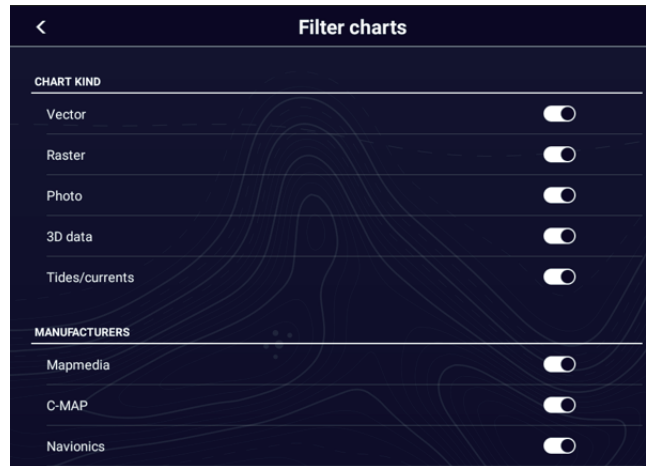 Filter charts
CHART KIND
Vector
Raster
Photo
3D data
Tides/currents
MANUFACTURERS
Mapmedia
C-MAP
Navionics